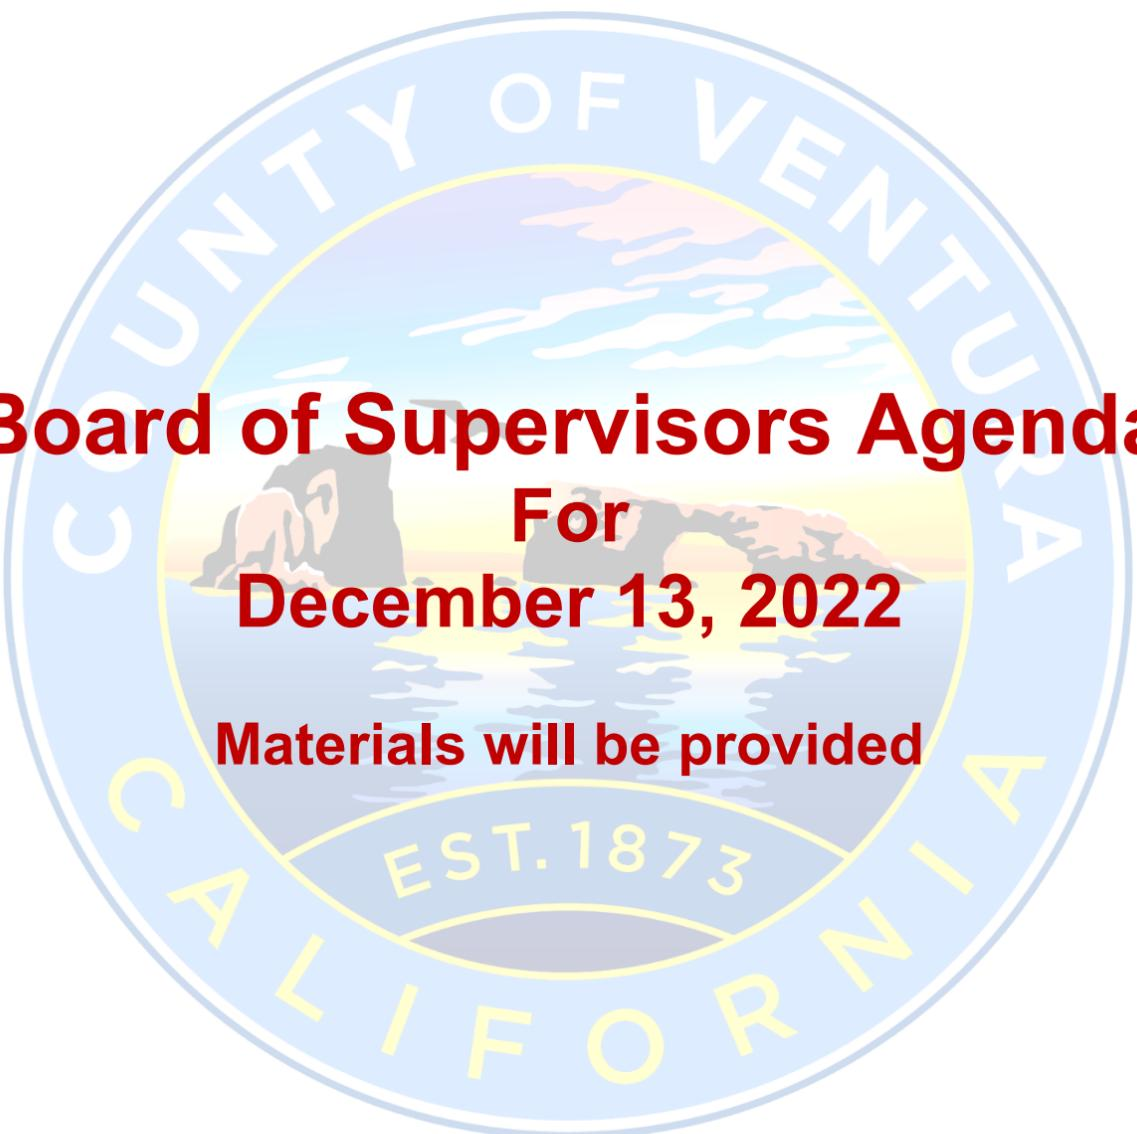 COUNTY OF VENTURA
Board of Supervisors Agenda
For
December 13, 2022
Materials will be provided
EST. 1873
CALIFORNIA